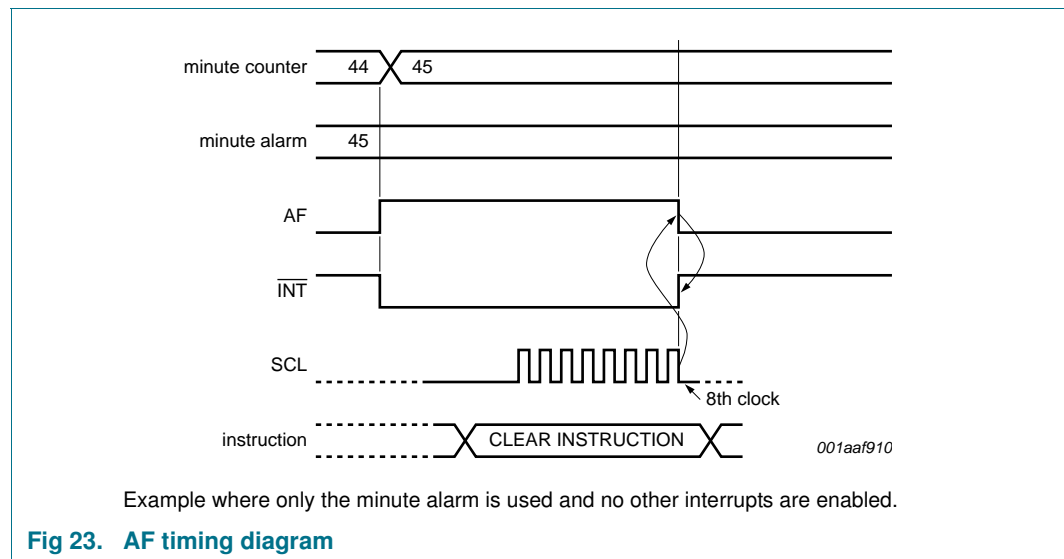 minute counter 44 45
minute alarm 45
AF
INT
SCL
8th clock
instruction CLEAR INSTRUCTION
001aaf910
Example where only the minute alarm is used and no other interrupts are enabled.
Fig 23. AF timing diagram